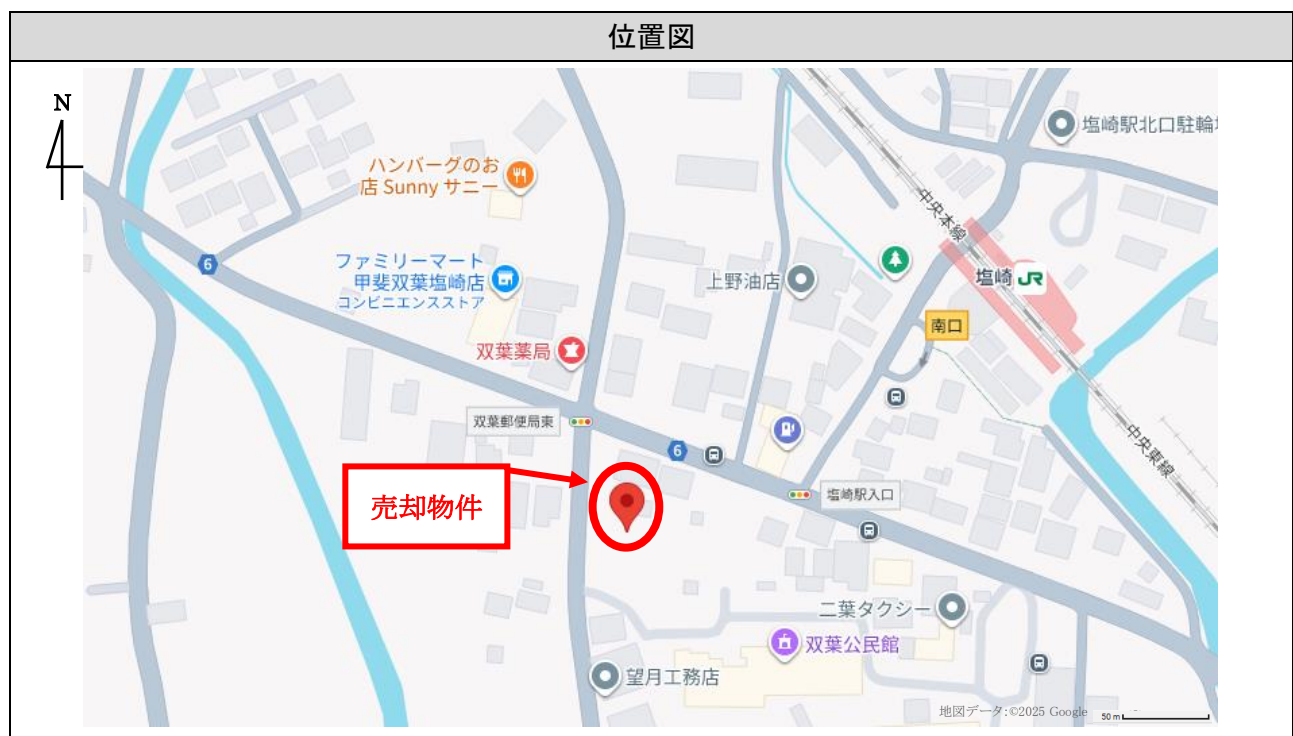 位置図
N
塩崎駅北口駐輪
ハンバーグのお
店 Sunny サニー
中央本線
6
ファミリーマート
甲斐双葉塩崎店
コンビニエンスストア
上野油店
塩崎 JR
南口
双葉薬局
双葉郵便局東
6
中央東線
売却物件
塩崎駅入口
二葉タクシー
双葉公民館
望月工務店
地図データ:©2025 Google
50 m